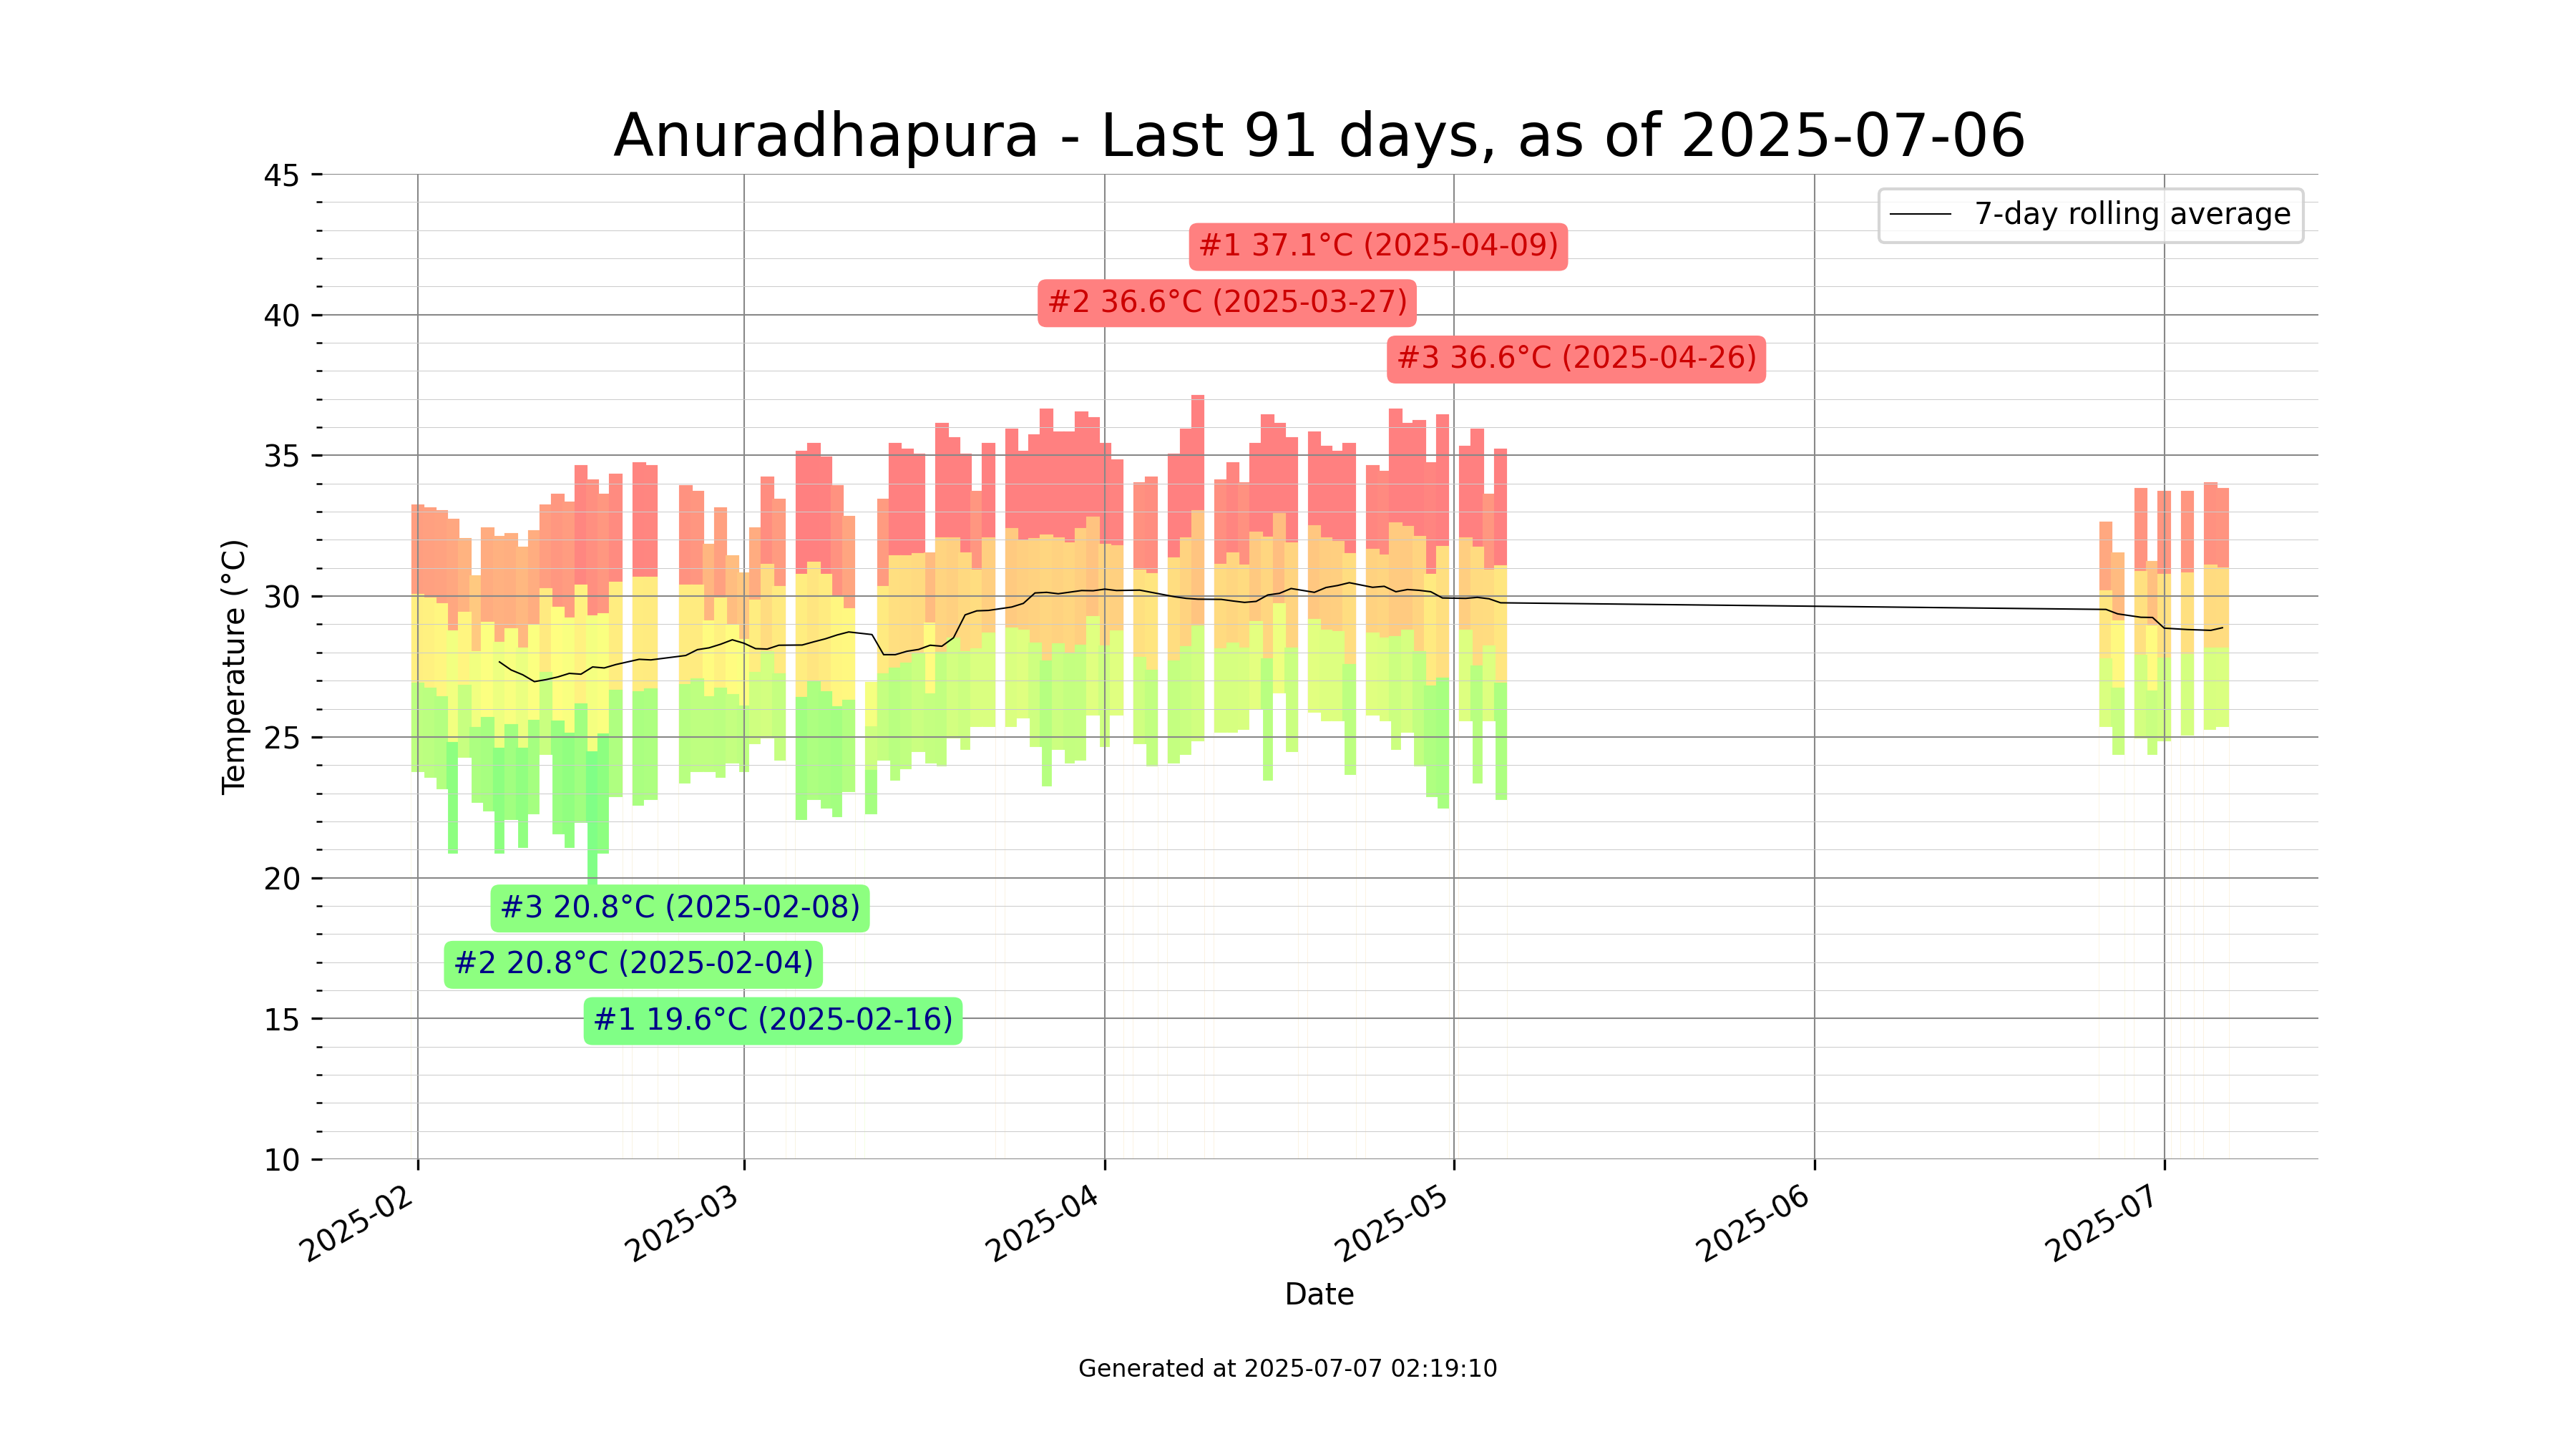 Anuradhapura - Last 91 days, as of 2025-07-06
7-day rolling average
#1 37.1°C (2025-04-09)
#2 36.6°C (2025-03-27)
#3 36.6°C (2025-04-26)
#3 20.8°C (2025-02-08)
#2 20.8°C (2025-02-04)
#1 19.6°C (2025-02-16)
Temperature (°C)
45
40
35
30
25
20
15
10
2025-02
2025-03
2025-04
2025-05
2025-06
2025-07
Date
Generated at 2025-07-07 02:19:10